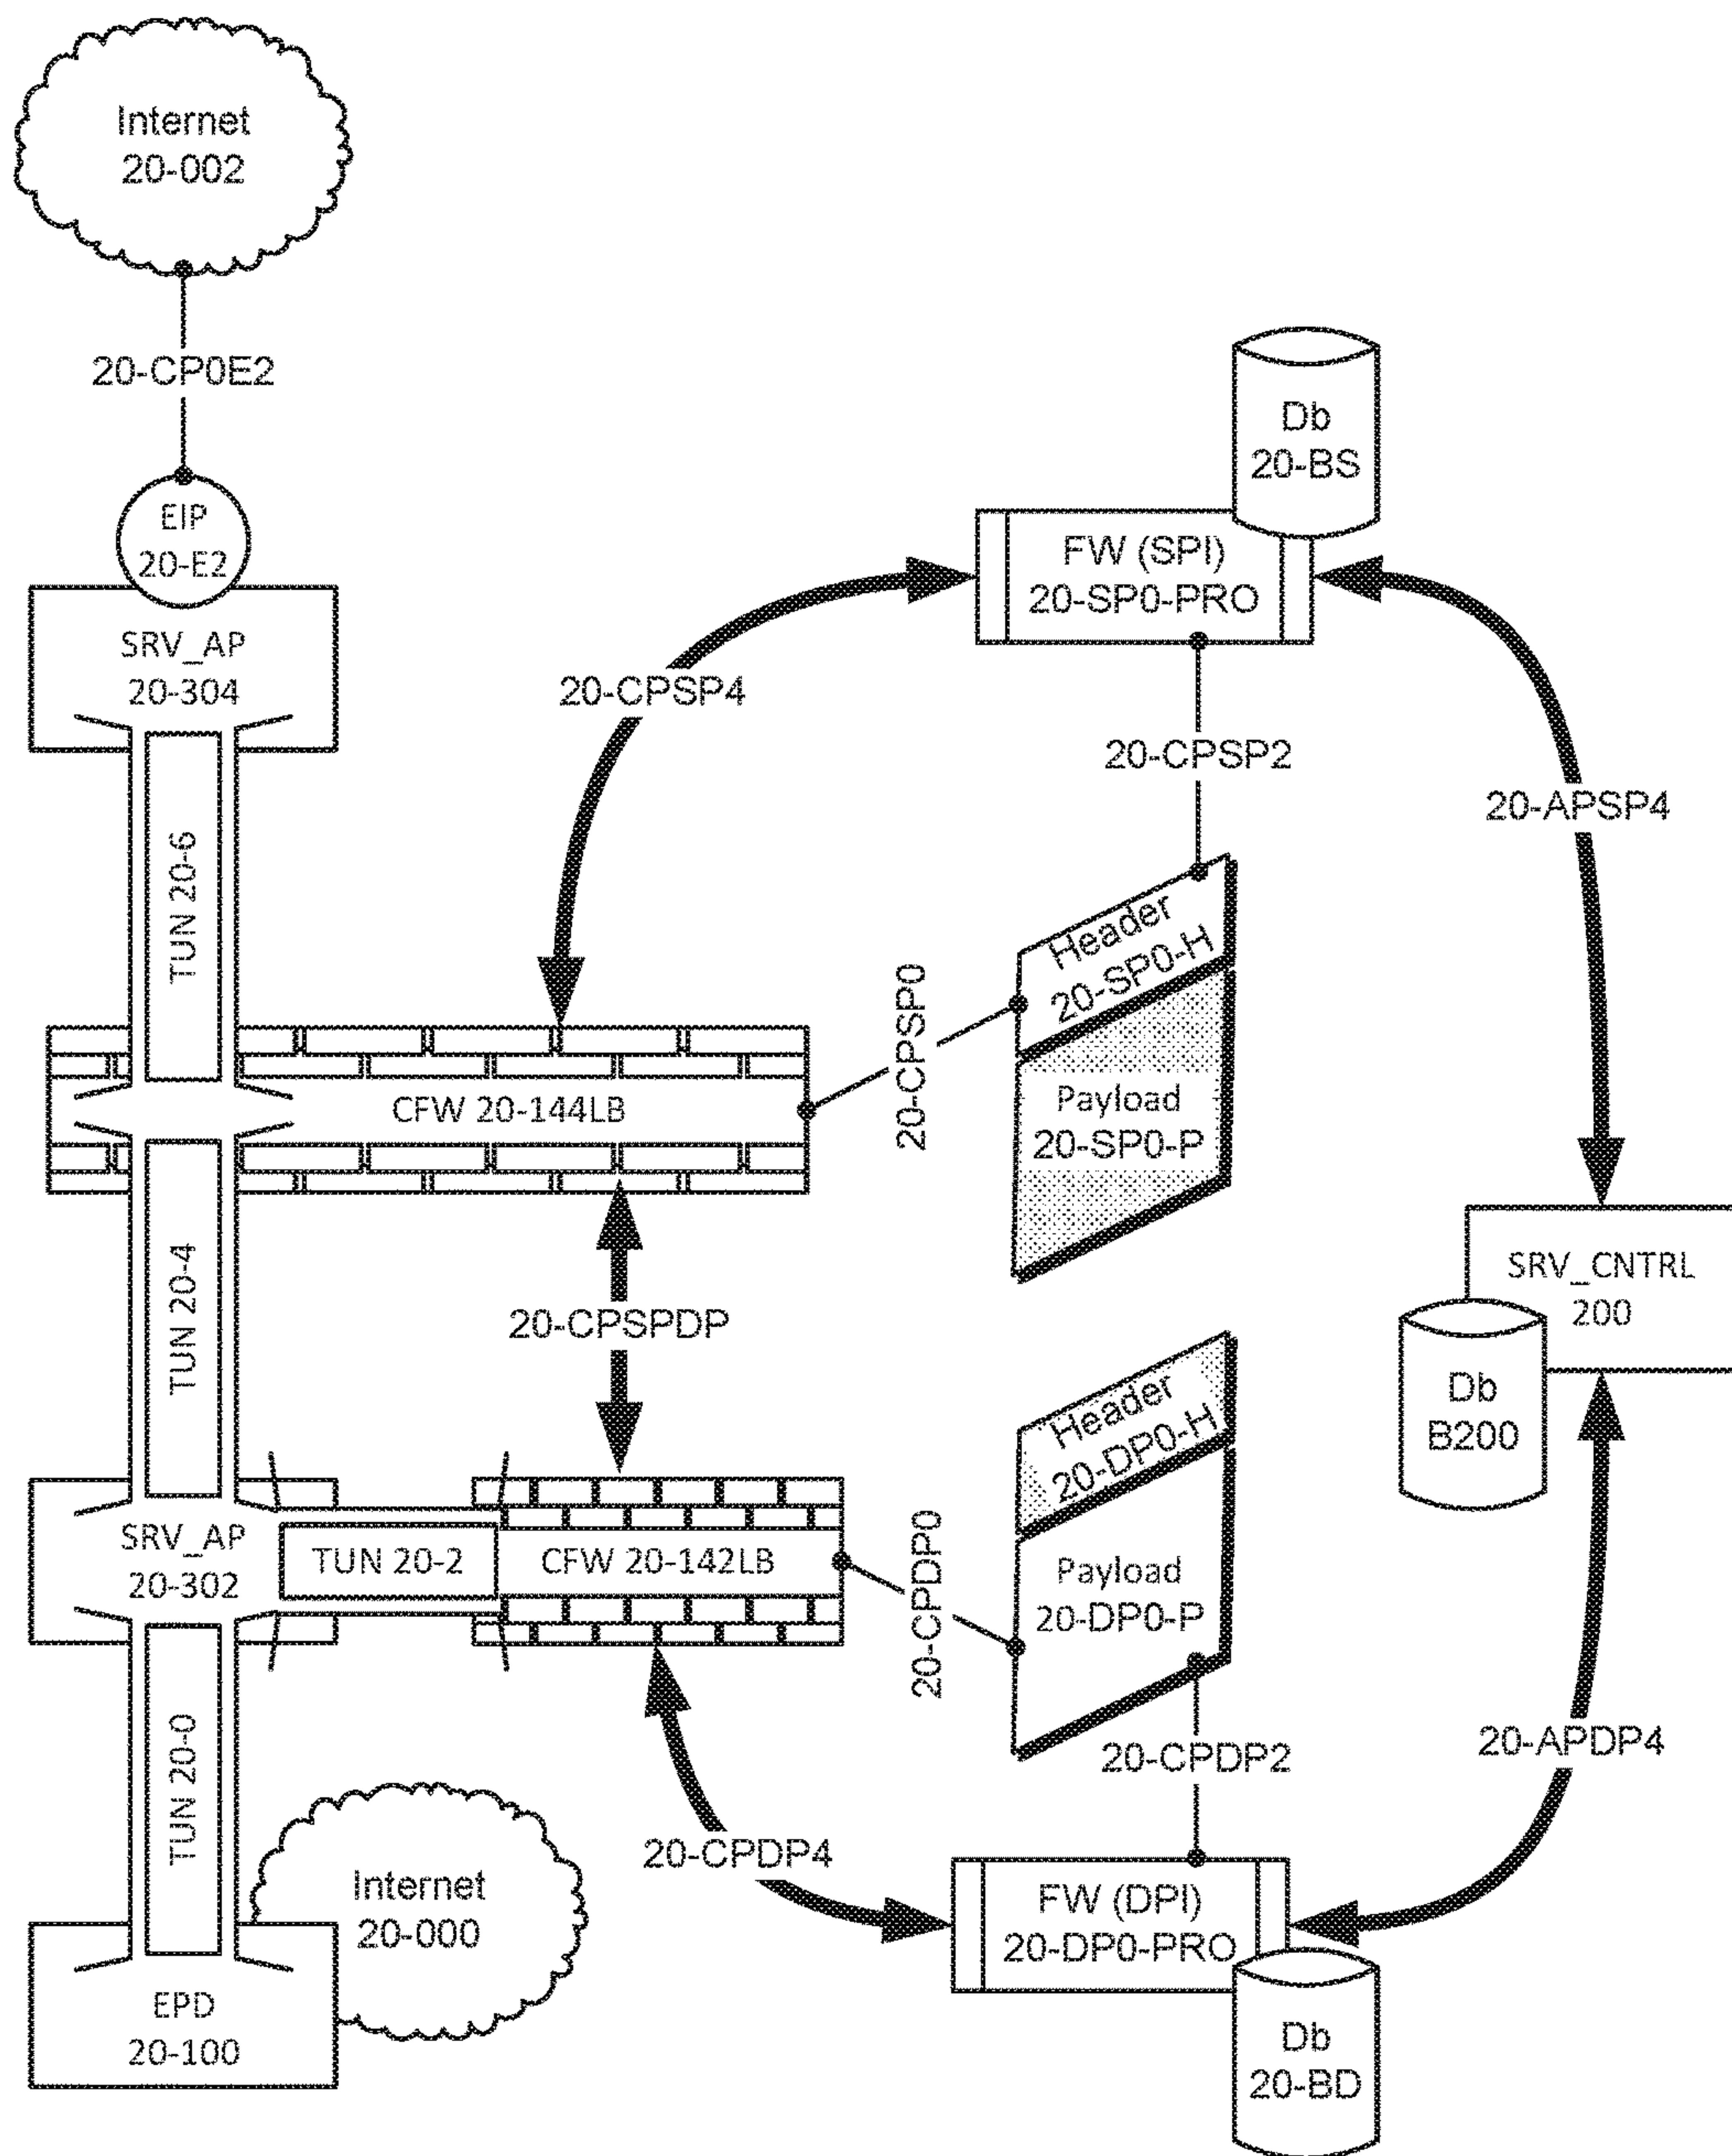 Internet
20-002
20-CP0E2
EIP
20-E2
SRV_AP
20-304
TUN 20-6
Db
20-BS
FW (SPI)
20-SP0-PRO
20-CPSP4
20-CPSP2
20-APSP4
Header
20-SP0-H
20-CPSP0
Payload
20-SP0-P
CFW 20-144LB
TUN 20-4
20-CPSPDP
SRV_CNTRL
200
Db
B200
Header
20-DP0-H
20-CPDP0
Payload
20-DP0-P
SRV_AP
20-302
TUN 20-2
CFW 20-142LB
TUN 20-0
20-CPDP2
20-APDP4
20-CPDP4
Internet
20-000
EPD
20-100
FW (DPI)
20-DP0-PRO
Db
20-BD